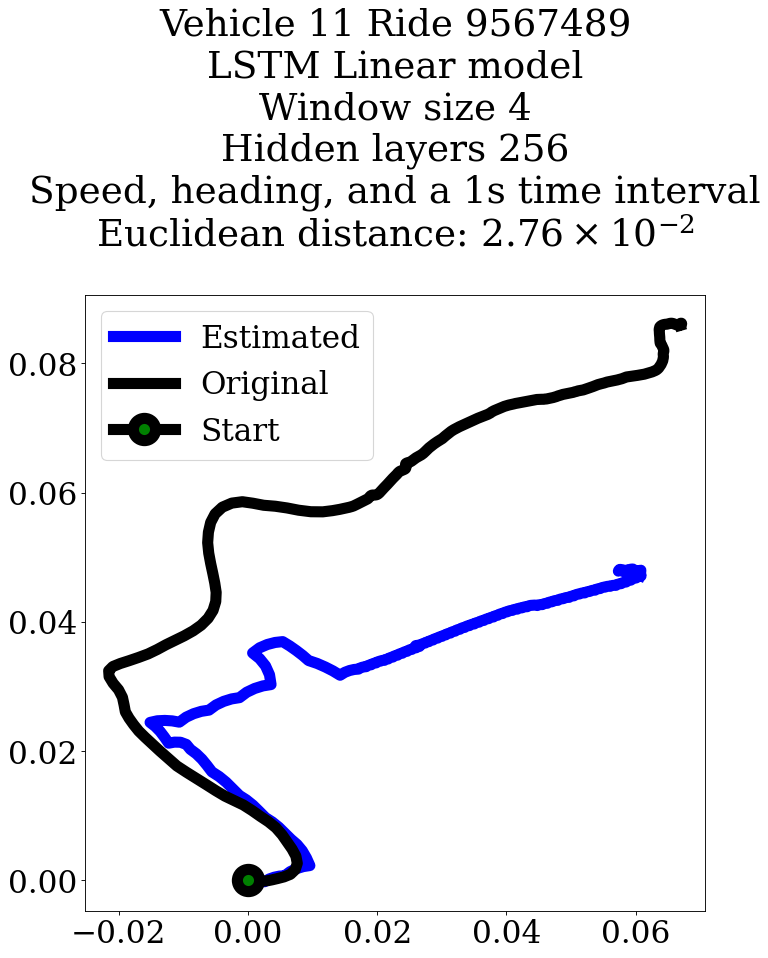 Vehicle 11 Ride 9567489
LSTM Linear model
Window size 4
Hidden layers 256
Speed, heading, and a 1s time interval
Euclidean distance: 2.76 × 10⁻²
Estimated
Original
Start
0.08
0.06
0.04
0.02
0.00
−0.02 0.00 0.02 0.04 0.06